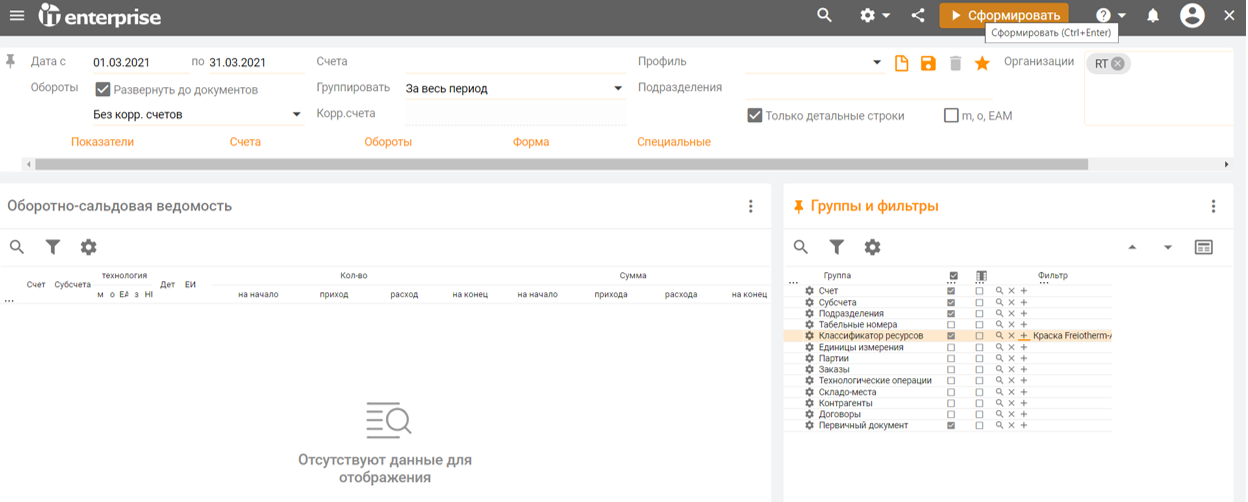 it enterprise
Сформировать
Сформировать (Ctrl+Enter)
Дата с 01.03.2021 по 31.03.2021 Счета Профиль Организации RT
Обороты Развернуть до документов Группировать За весь период Подразделения
Без корр. счетов Корр.счета Только детальные строки m, o, EAM
Показатели Счета Обороты Форма Специальные
Оборотно-сальдовая ведомость
Счет Субсчета технология Дет ЕИ Кол-во Сумма
м о ЕА з НІ на начало приход расход на конец на начало прихода расхода на конец
...
Отсутствуют данные для
отображения
Группы и фильтры
Группа Фильтр
... ... ... ...
Счет
Субсчета
Подразделения
Табельные номера
Классификатор ресурсов Краска Freiotherm-A
Единицы измерения
Партии
Заказы
Технологические операции
Складо-места
Контрагенты
Договоры
Первичный документ